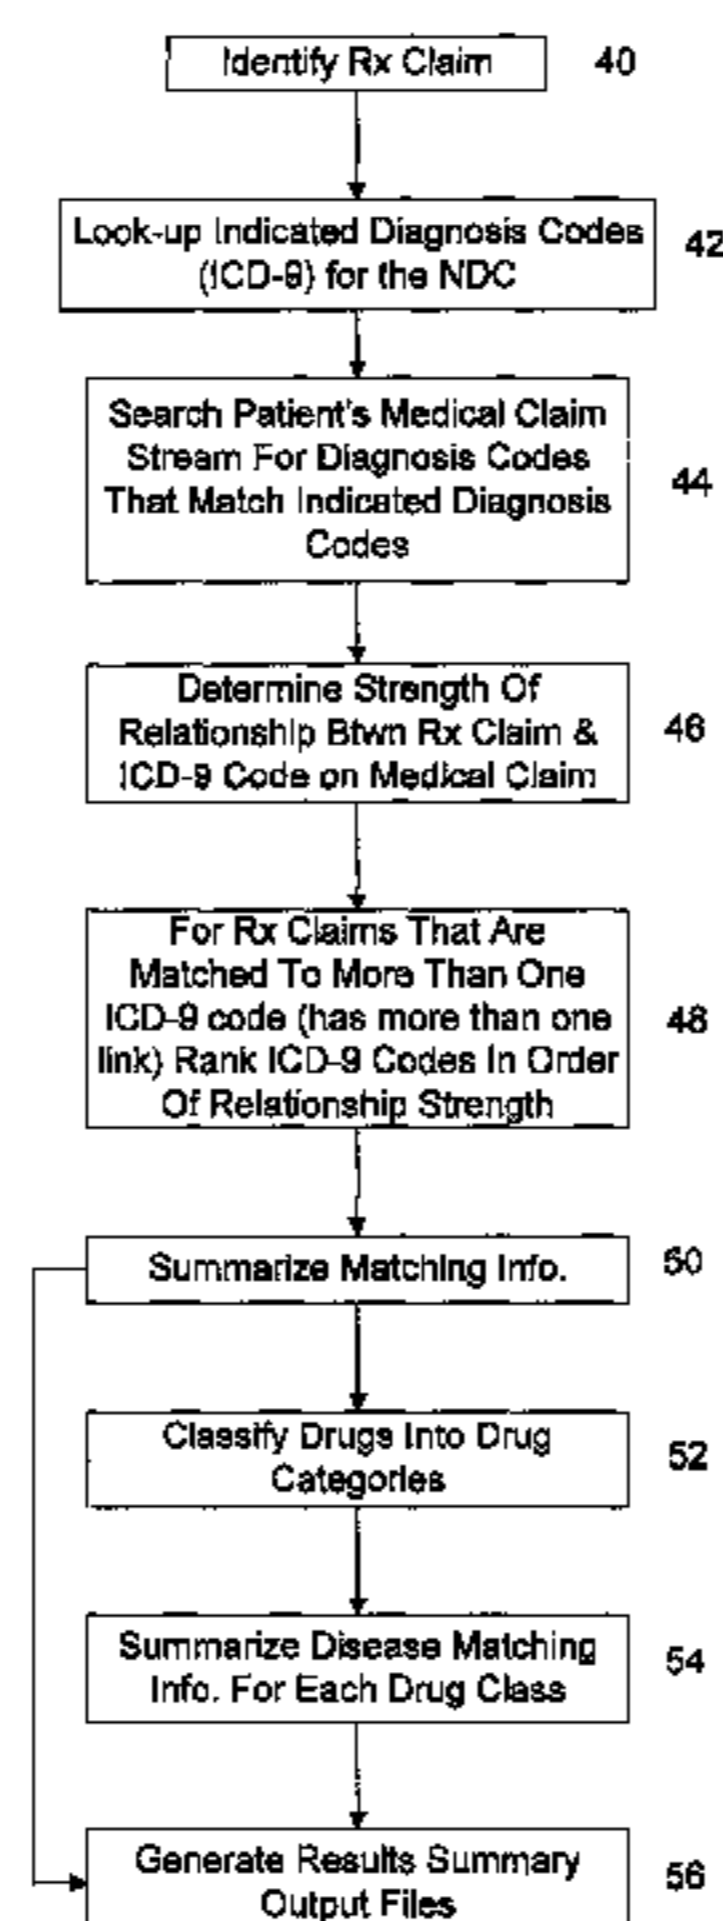 Identify Rx Claim 40
Look-up Indicated Diagnosis Codes
(ICD-9) for the NDC
42
Search Patient's Medical Claim
Stream For Diagnosis Codes
That Match Indicated Diagnosis
Codes
44
Determine Strength Of
Relationship Btwn Rx Claim &
ICD-9 Code on Medical Claim
46
For Rx Claims That Are
Matched To More Than One
ICD-9 code (has more than one
link) Rank ICD-9 Codes In Order
Of Relationship Strength
48
Summarize Matching Info. 50
Classify Drugs Into Drug
Categories
52
Summarize Disease Matching
Info. For Each Drug Class
54
Generate Results Summary
Output Files
56